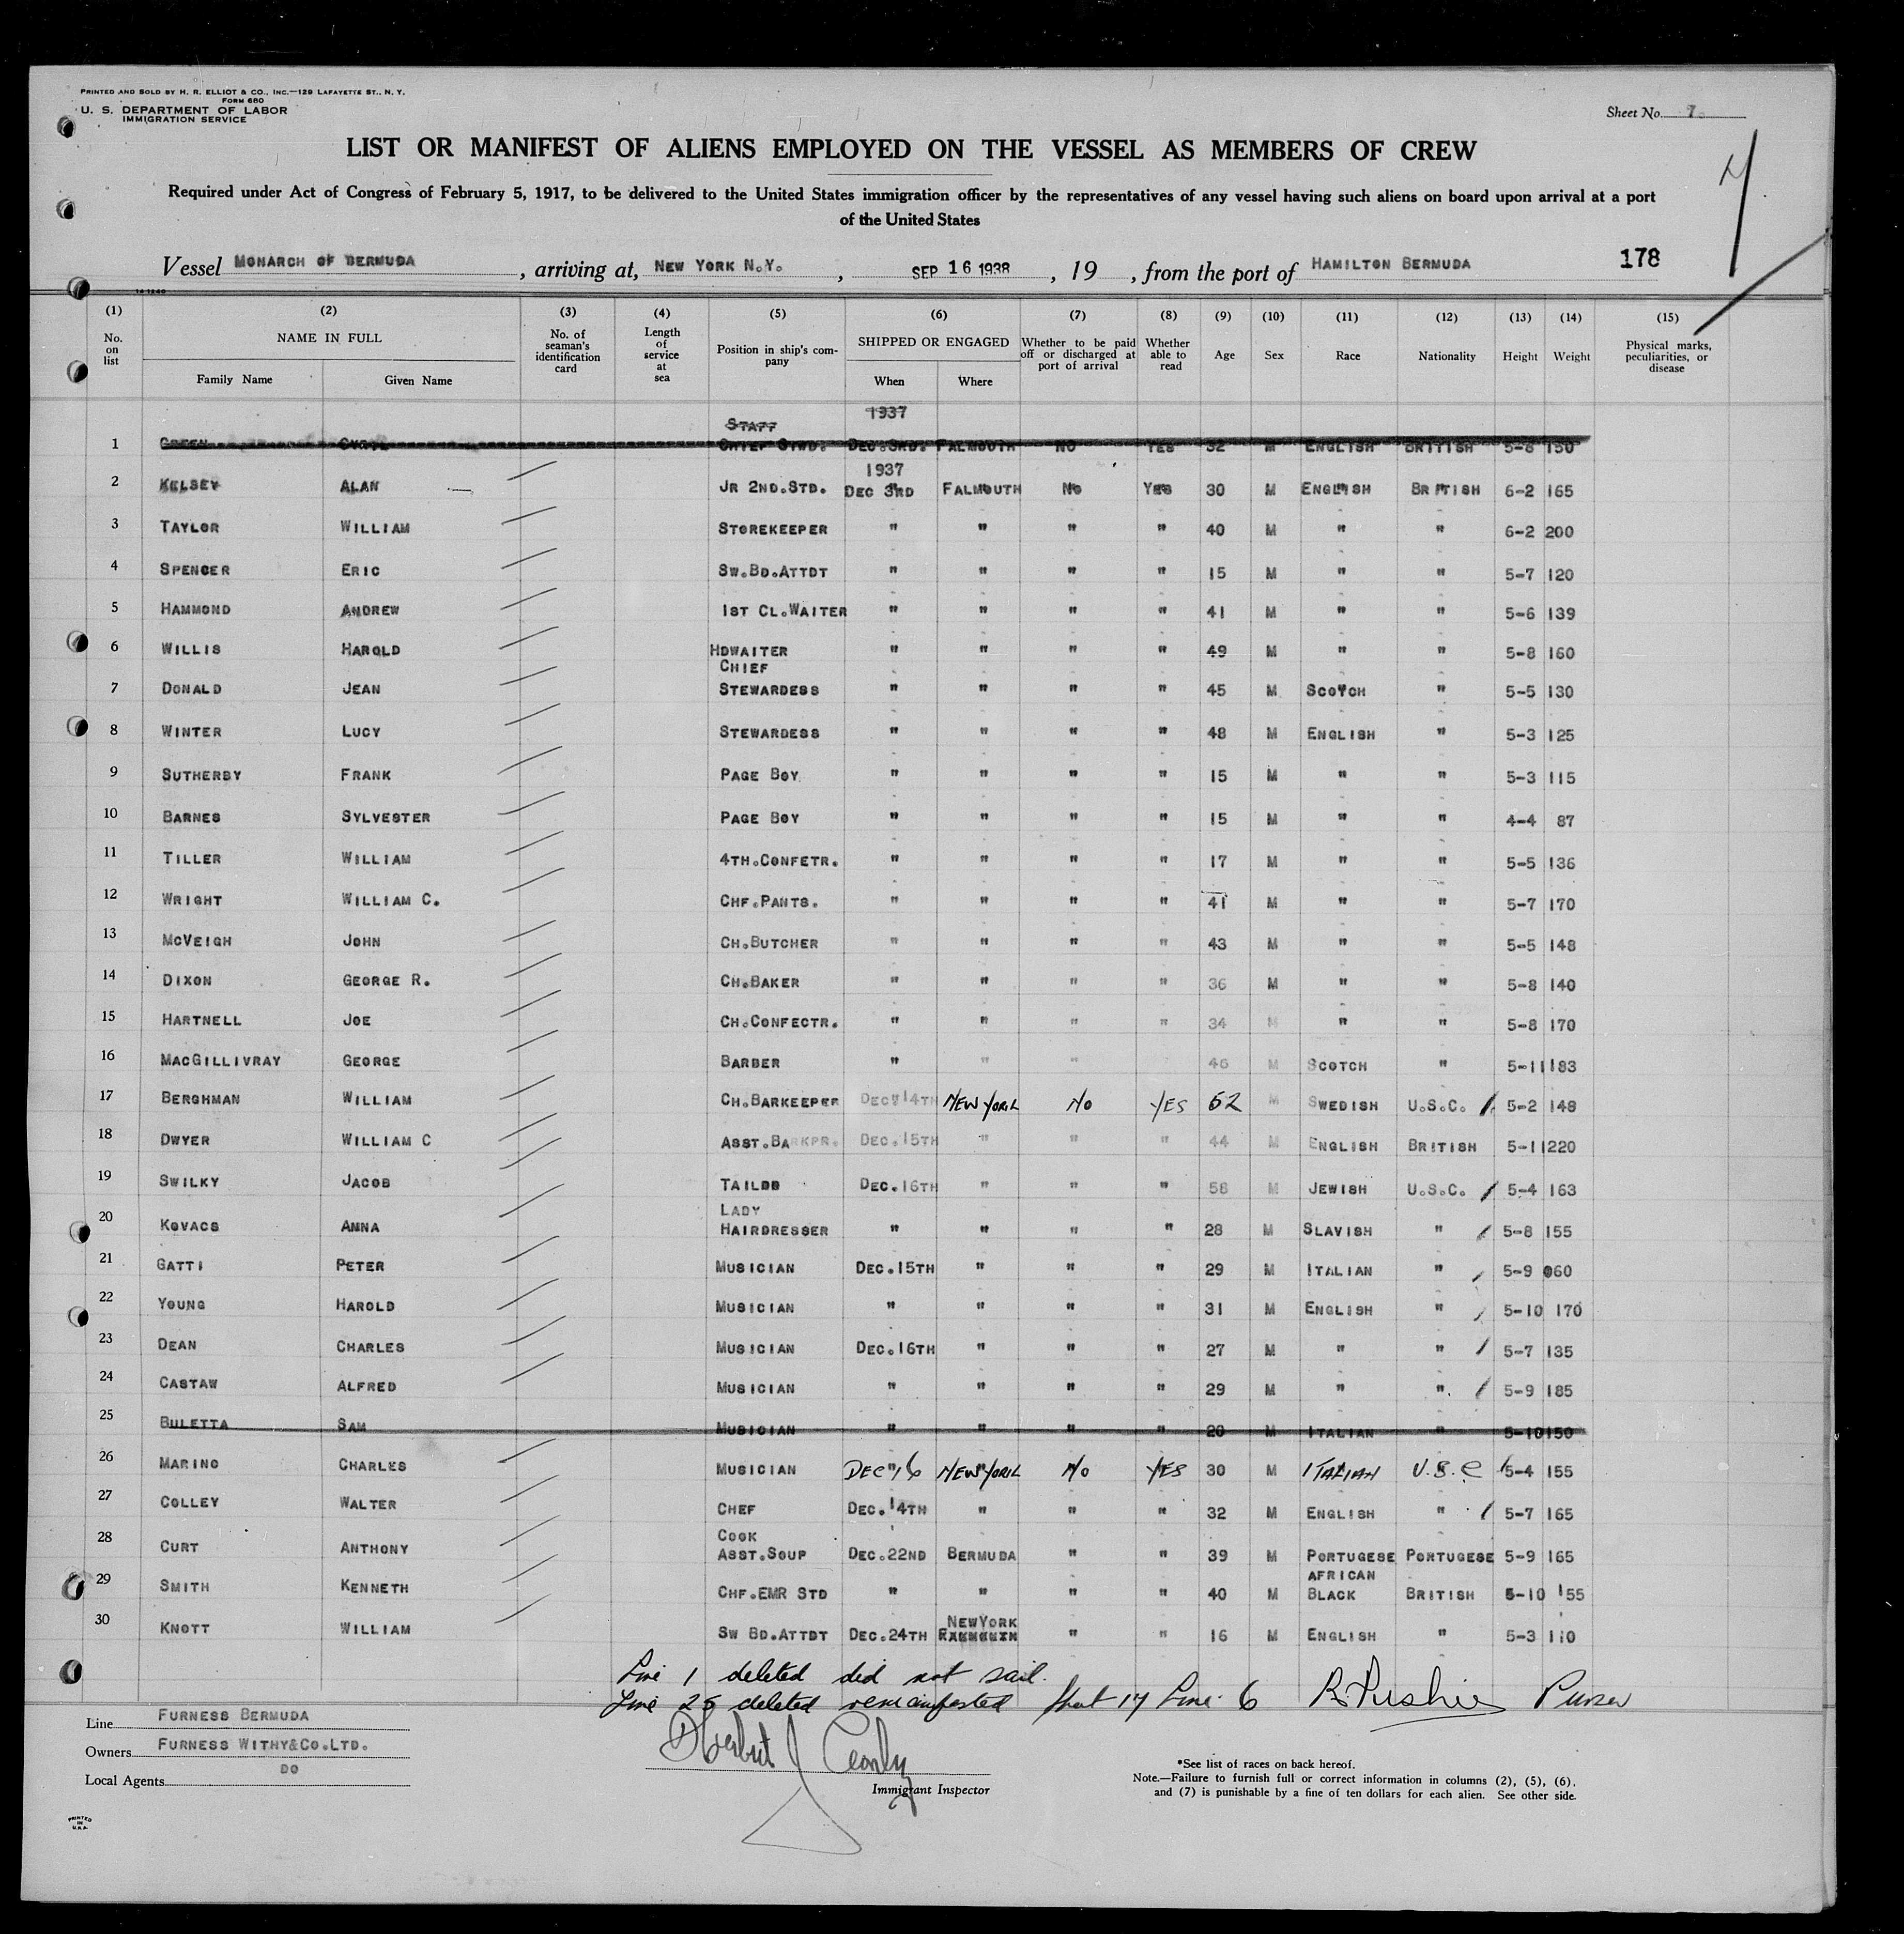 PRINTED AND SOLD BY H. R. ELLIOT & CO., INC.—129 LAFAYETTE ST., N. Y.
FORM 680
U. S. DEPARTMENT OF LABOR
IMMIGRATION SERVICE
Sheet No. 7
LIST OR MANIFEST OF ALIENS EMPLOYED ON THE VESSEL AS MEMBERS OF CREW
Required under Act of Congress of February 5, 1917, to be delivered to the United States immigration officer by the representatives of any vessel having such aliens on board upon arrival at a port
of the United States
Vessel MONARCH OF BERMUDA, arriving at, NEW YORK N.Y., SEP 16 1938, 19, from the port of HAMILTON BERMUDA 178
(1) (2) (3) (4) (5) (6) (7) (8) (9) (10) (11) (12) (13) (14) (15)
No. on list NAME IN FULL Family Name Given Name No. of seaman's identification card Length of service at sea Position in ship's company SHIPPED OR ENGAGED When Where Whether to be paid off or discharged at port of arrival Whether able to read Age Sex Race Nationality Height Weight Physical marks, peculiarities, or disease
1937
STAFF
1 GREEN CHIEF STWD. DEC.3RD. FALMOUTH NO YES 32 M ENGLISH BRITISH 5-8 150
1937
2 KELSEY ALAN JR 2ND.STD. DEC 3RD FALMOUTH NO YES 30 M ENGLISH BRITISH 6-2 165
3 TAYLOR WILLIAM STOREKEEPER " " " " 40 M " " 6-2 200
4 SPENCER ERIC SW.BD.ATTDT " " " " 15 M " " 5-7 120
5 HAMMOND ANDREW 1ST CL.WAITER " " " " 41 M " " 5-6 139
6 WILLIS HAROLD HDWAITER " " " " 49 M " " 5-8 160
CHIEF
7 DONALD JEAN STEWARDESS " " " " 45 M SCOTCH " 5-5 130
8 WINTER LUCY STEWARDESS " " " " 48 M ENGLISH " 5-3 125
9 SUTHERBY FRANK PAGE BOY " " " " 15 M " " 5-3 115
10 BARNES SYLVESTER PAGE BOY " " " " 15 M " " 4-4 87
11 TILLER WILLIAM 4TH.CONFETR. " " " " 17 M " " 5-5 136
12 WRIGHT WILLIAM C. CHF.PANTS. " " " " 41 M " " 5-7 170
13 MCVEIGH JOHN CH.BUTCHER " " " " 43 M " " 5-5 148
14 DIXON GEORGE R. CH.BAKER " " " " 36 M " " 5-8 140
15 HARTNELL JOE CH.CONFECTR. " " " " 34 M " " 5-8 170
16 MACGILLIVRAY GEORGE BARBER " " " 46 M SCOTCH " 5-11 183
17 BERGHMAN WILLIAM CH.BARKEEPER DEC 14TH NEW YORK NO YES 52 M SWEDISH U.S.C. 5-2 148
18 DWYER WILLIAM C ASST.BARKPR. DEC.15TH " " " 44 M ENGLISH BRITISH 5-11 220
19 SWILKY JACOB TAILOR DEC.16TH " " " 58 M JEWISH U.S.C. 5-4 163
LADY
20 KOVACS ANNA HAIRDRESSER " " " " 28 M SLAVISH " 5-8 155
21 GATTI PETER MUSICIAN DEC.15TH " " " 29 M ITALIAN " 5-9 060
22 YOUNG HAROLD MUSICIAN " " " " 31 M ENGLISH " 5-10 170
23 DEAN CHARLES MUSICIAN DEC.16TH " " " 27 M " " 5-7 135
24 CASTAW ALFRED MUSICIAN " " " " 29 M " " 5-9 185
25 BULETTA SAM MUSICIAN " " " " 28 M ITALIAN " 5-10 150
26 MARINO CHARLES MUSICIAN DEC 16 NEW YORK NO YES 30 M ITALIAN U.S.C 5-4 155
27 COLLEY WALTER CHEF DEC.14TH " " " 32 M ENGLISH " 5-7 165
COOK
28 CURT ANTHONY ASST.SOUP DEC.22ND BERMUDA " " 39 M PORTUGESE PORTUGESE 5-9 165
AFRICAN
29 SMITH KENNETH CHF.EMR STD " " " " 40 M BLACK BRITISH 5-10 155
NEWYORK
30 KNOTT WILLIAM SW BD.ATTDT DEC.24TH " " 16 M ENGLISH " 5-3 110
Line 1 deleted did not sail.
Line 25 deleted remanifested sheet 17 Line 6 Purser
Line FURNESS BERMUDA
Owners FURNESS WITHY&CO.LTD.
Local Agents DO
Immigrant Inspector
*See list of races on back hereof.
Note.—Failure to furnish full or correct information in columns (2), (5), (6),
and (7) is punishable by a fine of ten dollars for each alien. See other side.
PRINTED
IN
U.S.A.